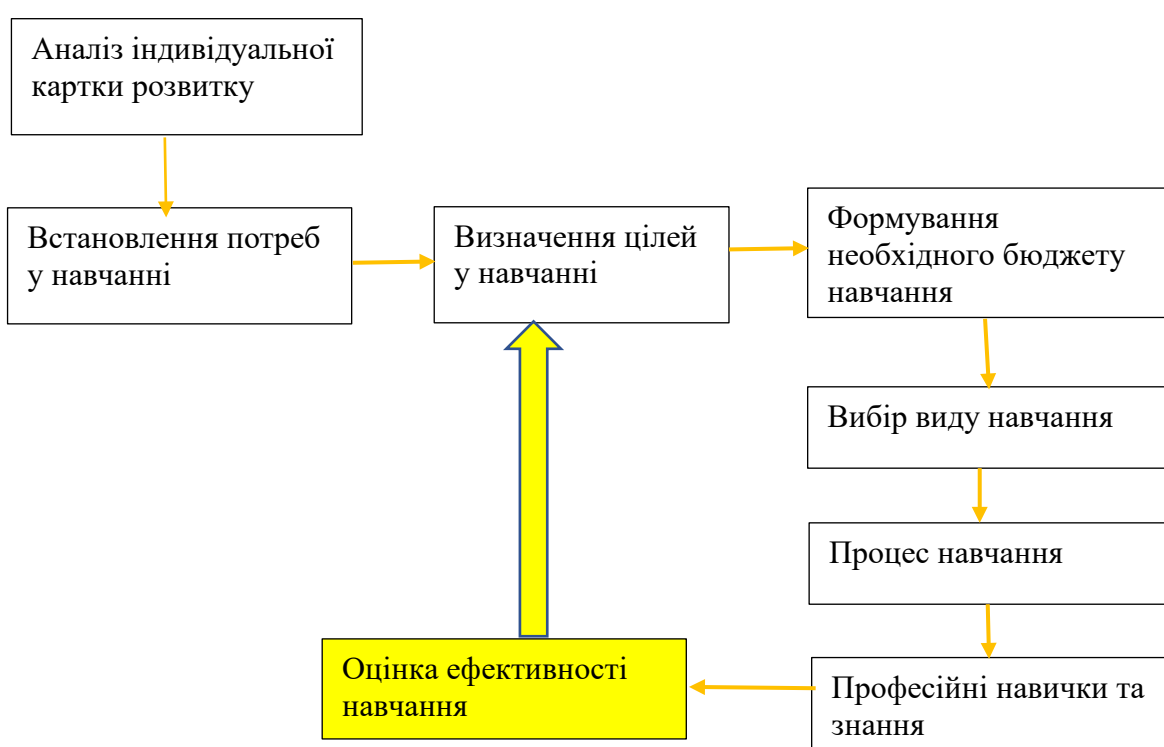 Аналіз індивідуальної
картки розвитку
Встановлення потреб
у навчанні
Визначення цілей
у навчанні
Формування
необхідного бюджету
навчання
Вибір виду навчання
Процес навчання
Професійні навички та
знання
Оцінка ефективності
навчання